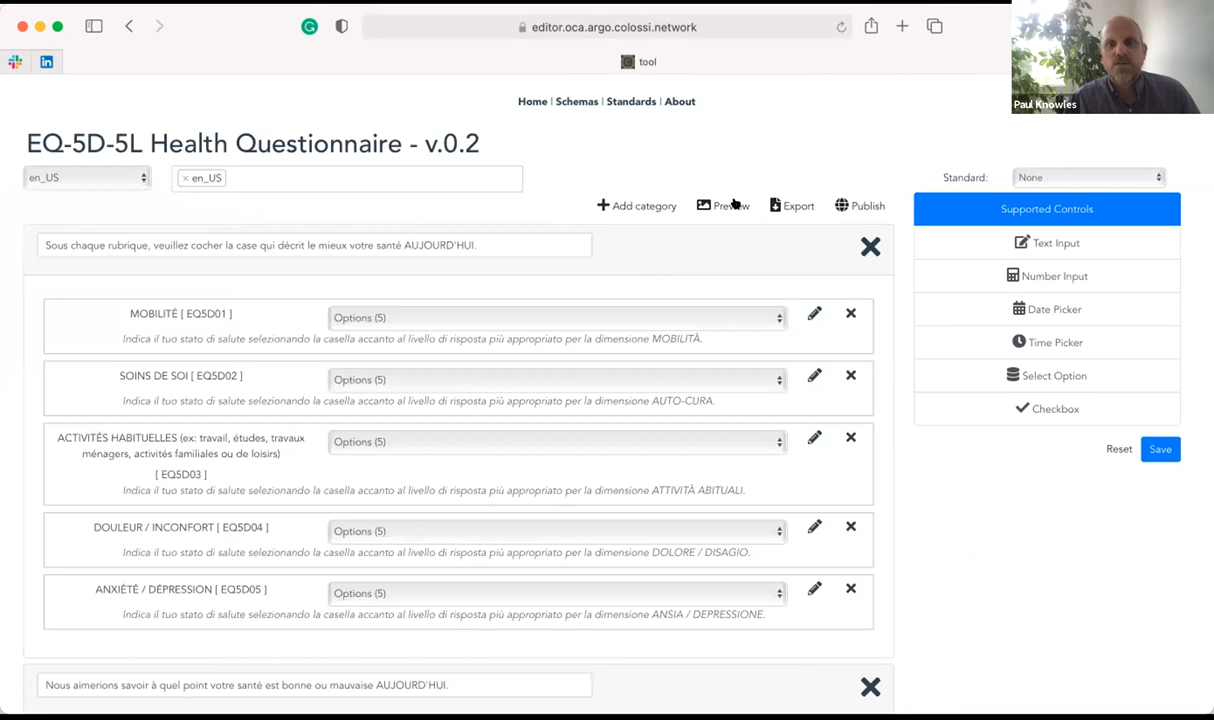 editor.oca.argo.colossi.network
tool
Paul Knowles
Home | Schemas | Standards | About
EQ-5D-5L Health Questionnaire - v.0.2
en_US
× en_US
Standard:
None
Add category
Preview
Export
Publish
Supported Controls
Text Input
Number Input
Date Picker
Time Picker
Select Option
Checkbox
Reset
Save
Sous chaque rubrique, veuillez cocher la case qui décrit le mieux votre santé AUJOURD'HUI.
MOBILITÉ [ EQ5D01 ]
Options (5)
Indica il tuo stato di salute selezionando la casella accanto al livello di risposta più appropriato per la dimensione MOBILITÀ.
SOINS DE SOI [ EQ5D02 ]
Options (5)
Indica il tuo stato di salute selezionando la casella accanto al livello di risposta più appropriato per la dimensione AUTO-CURA.
ACTIVITÉS HABITUELLES (ex: travail, études, travaux
ménagers, activités familiales ou de loisirs)
[ EQ5D03 ]
Options (5)
Indica il tuo stato di salute selezionando la casella accanto al livello di risposta più appropriato per la dimensione ATTIVITÀ ABITUALI.
DOULEUR / INCONFORT [ EQ5D04 ]
Options (5)
Indica il tuo stato di salute selezionando la casella accanto al livello di risposta più appropriato per la dimensione DOLORE / DISAGIO.
ANXIÉTÉ / DÉPRESSION [ EQ5D05 ]
Options (5)
Indica il tuo stato di salute selezionando la casella accanto al livello di risposta più appropriato per la dimensione ANSIA / DEPRESSIONE.
Nous aimerions savoir à quel point votre santé est bonne ou mauvaise AUJOURD'HUI.